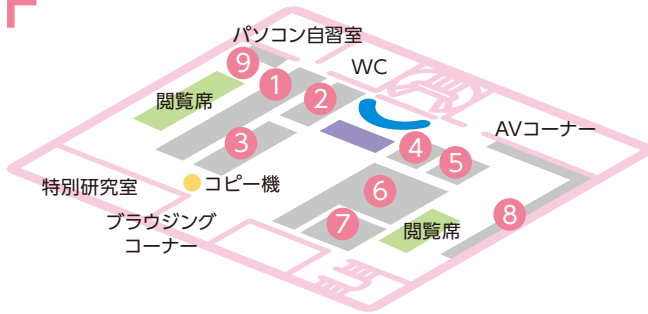 パソコン自習室
WC
9
1
閲覧席
2
AVコーナー
3
4
5
特別研究室
コピー機
6
ブラウジング
コーナー
7
閲覧席
8